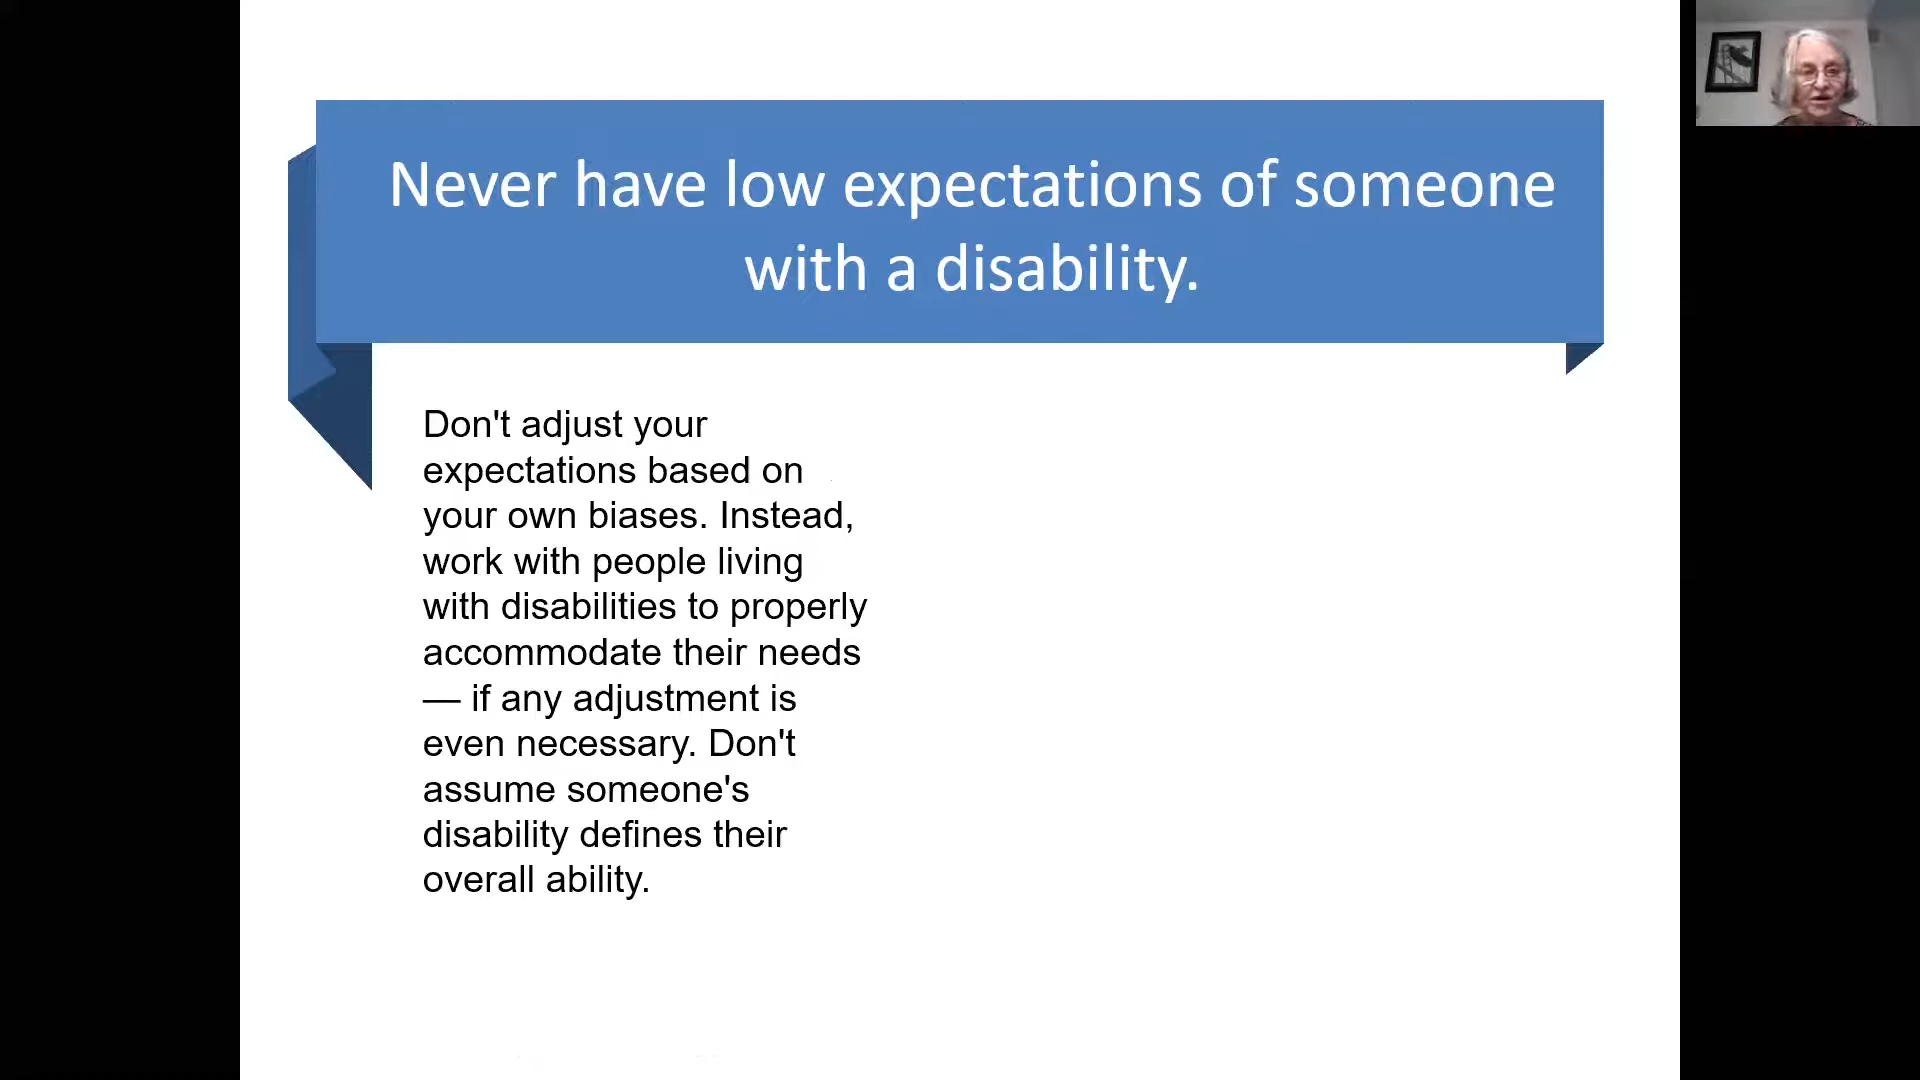 Never have low expectations of someone
with a disability.
Don't adjust your
expectations based on
your own biases. Instead,
work with people living
with disabilities to properly
accommodate their needs
— if any adjustment is
even necessary. Don't
assume someone's
disability defines their
overall ability.